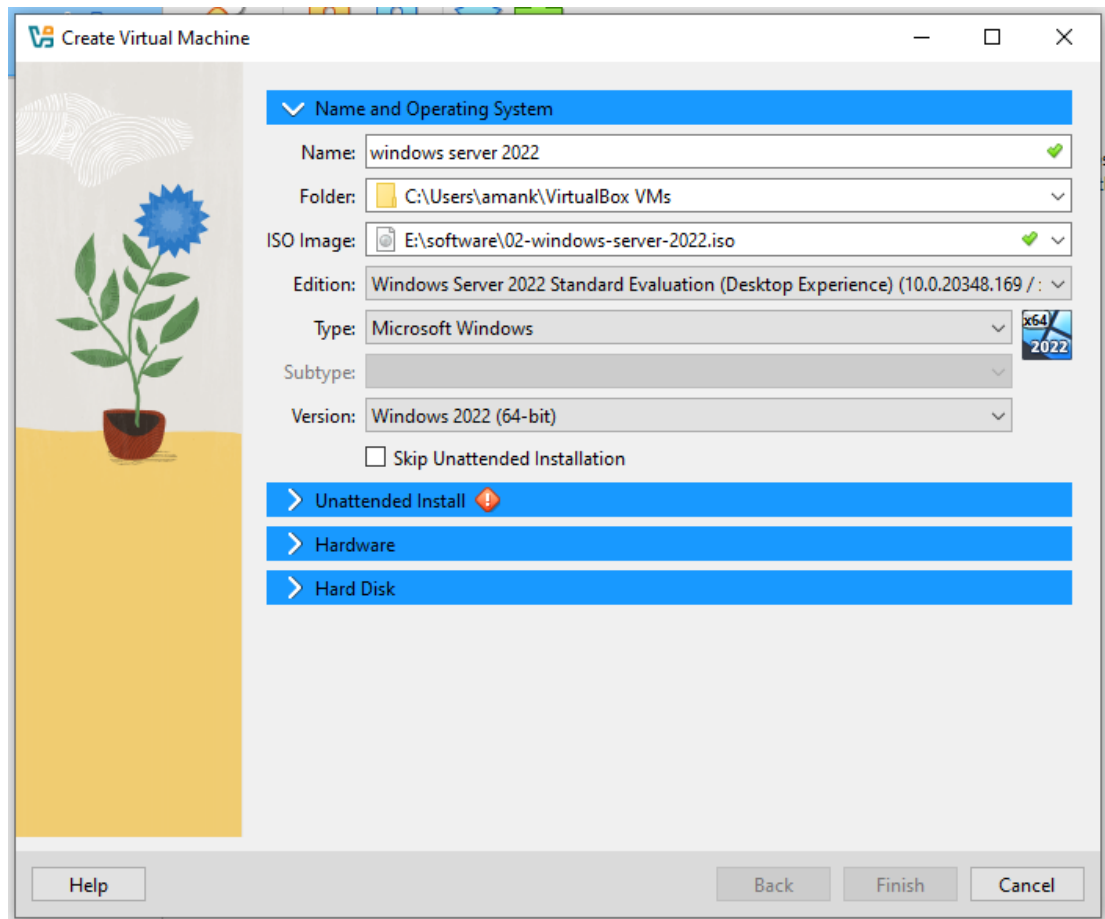 Create Virtual Machine
Name and Operating System
Name: windows server 2022
Folder: C:\Users\amank\VirtualBox VMs
ISO Image: E:\software\02-windows-server-2022.iso
Edition: Windows Server 2022 Standard Evaluation (Desktop Experience) (10.0.20348.169 / :
Type: Microsoft Windows
x64
2022
Subtype:
Version: Windows 2022 (64-bit)
Skip Unattended Installation
Unattended Install
Hardware
Hard Disk
Help Back Finish Cancel